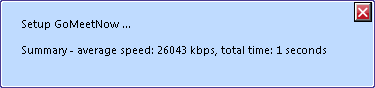 Setup GoMeetNow ...
Summary - average speed: 26043 kbps, total time: 1 seconds